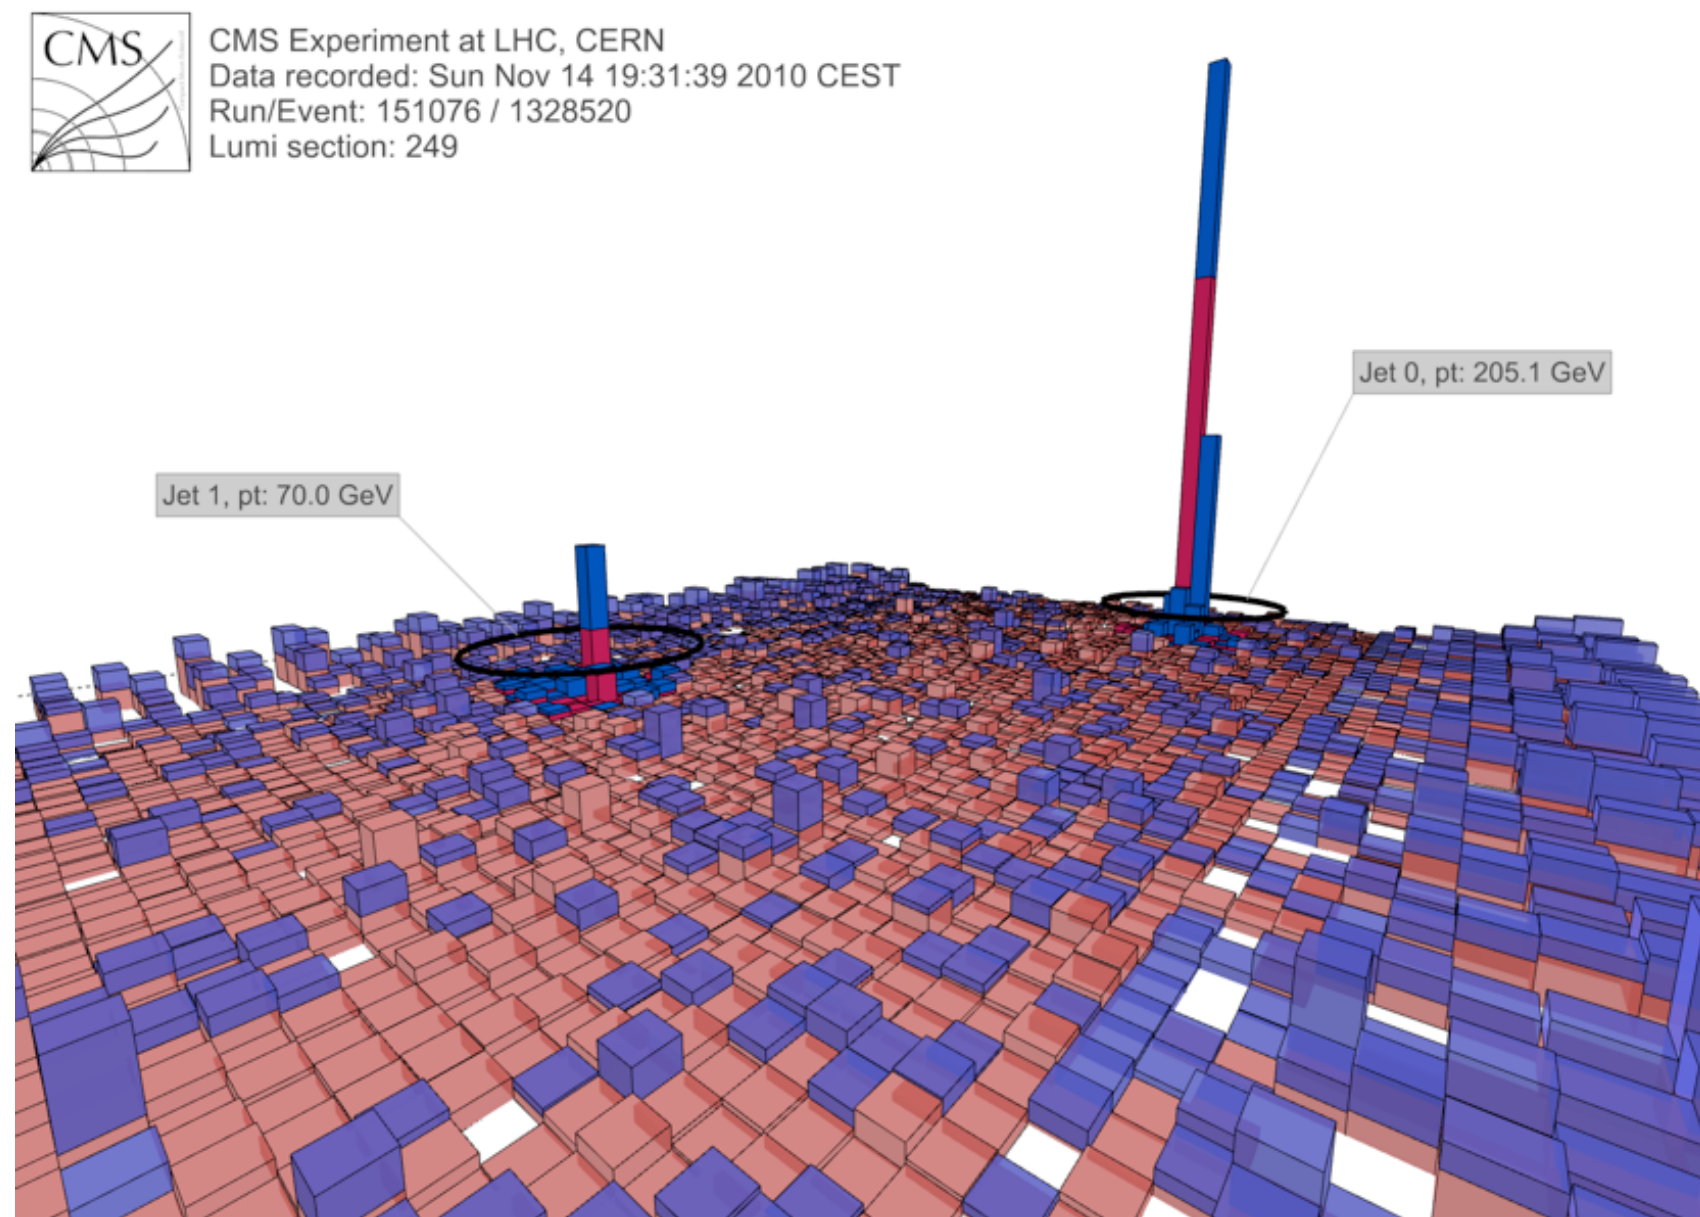 CMS
CMS Experiment at LHC, CERN
Data recorded: Sun Nov 14 19:31:39 2010 CEST
Run/Event: 151076 / 1328520
Lumi section: 249
Jet 0, pt: 205.1 GeV
Jet 1, pt: 70.0 GeV